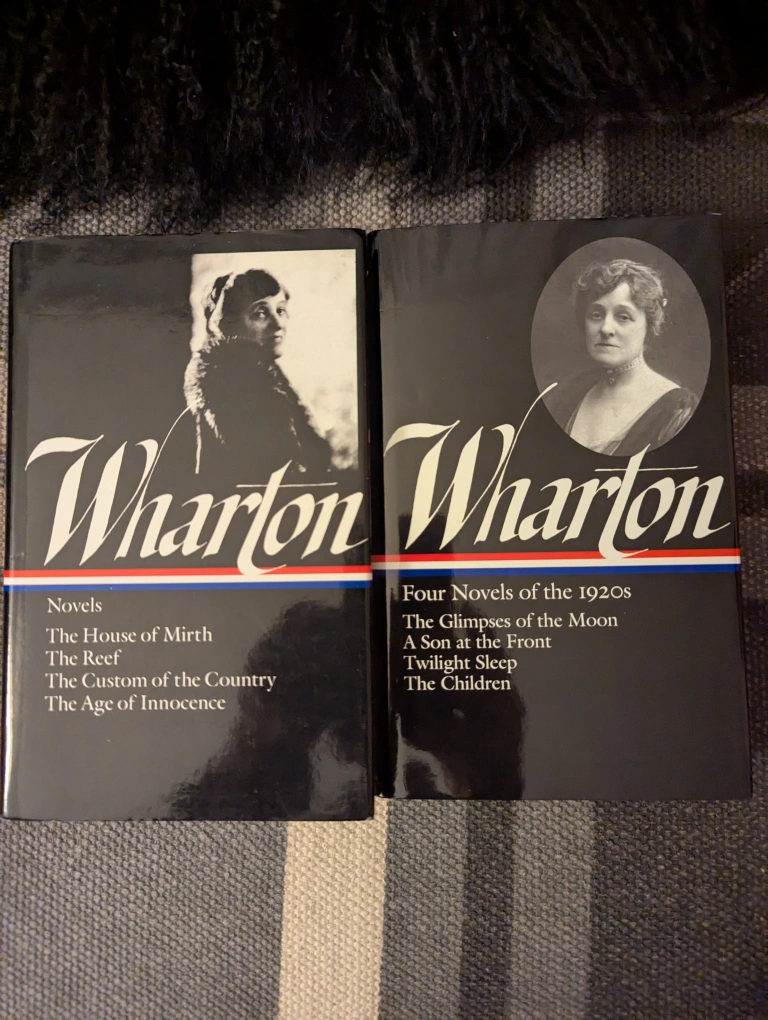 Wharton
Novels
The House of Mirth
The Reef
The Custom of the Country
The Age of Innocence
Wharton
Four Novels of the 1920s
The Glimpses of the Moon
A Son at the Front
Twilight Sleep
The Children